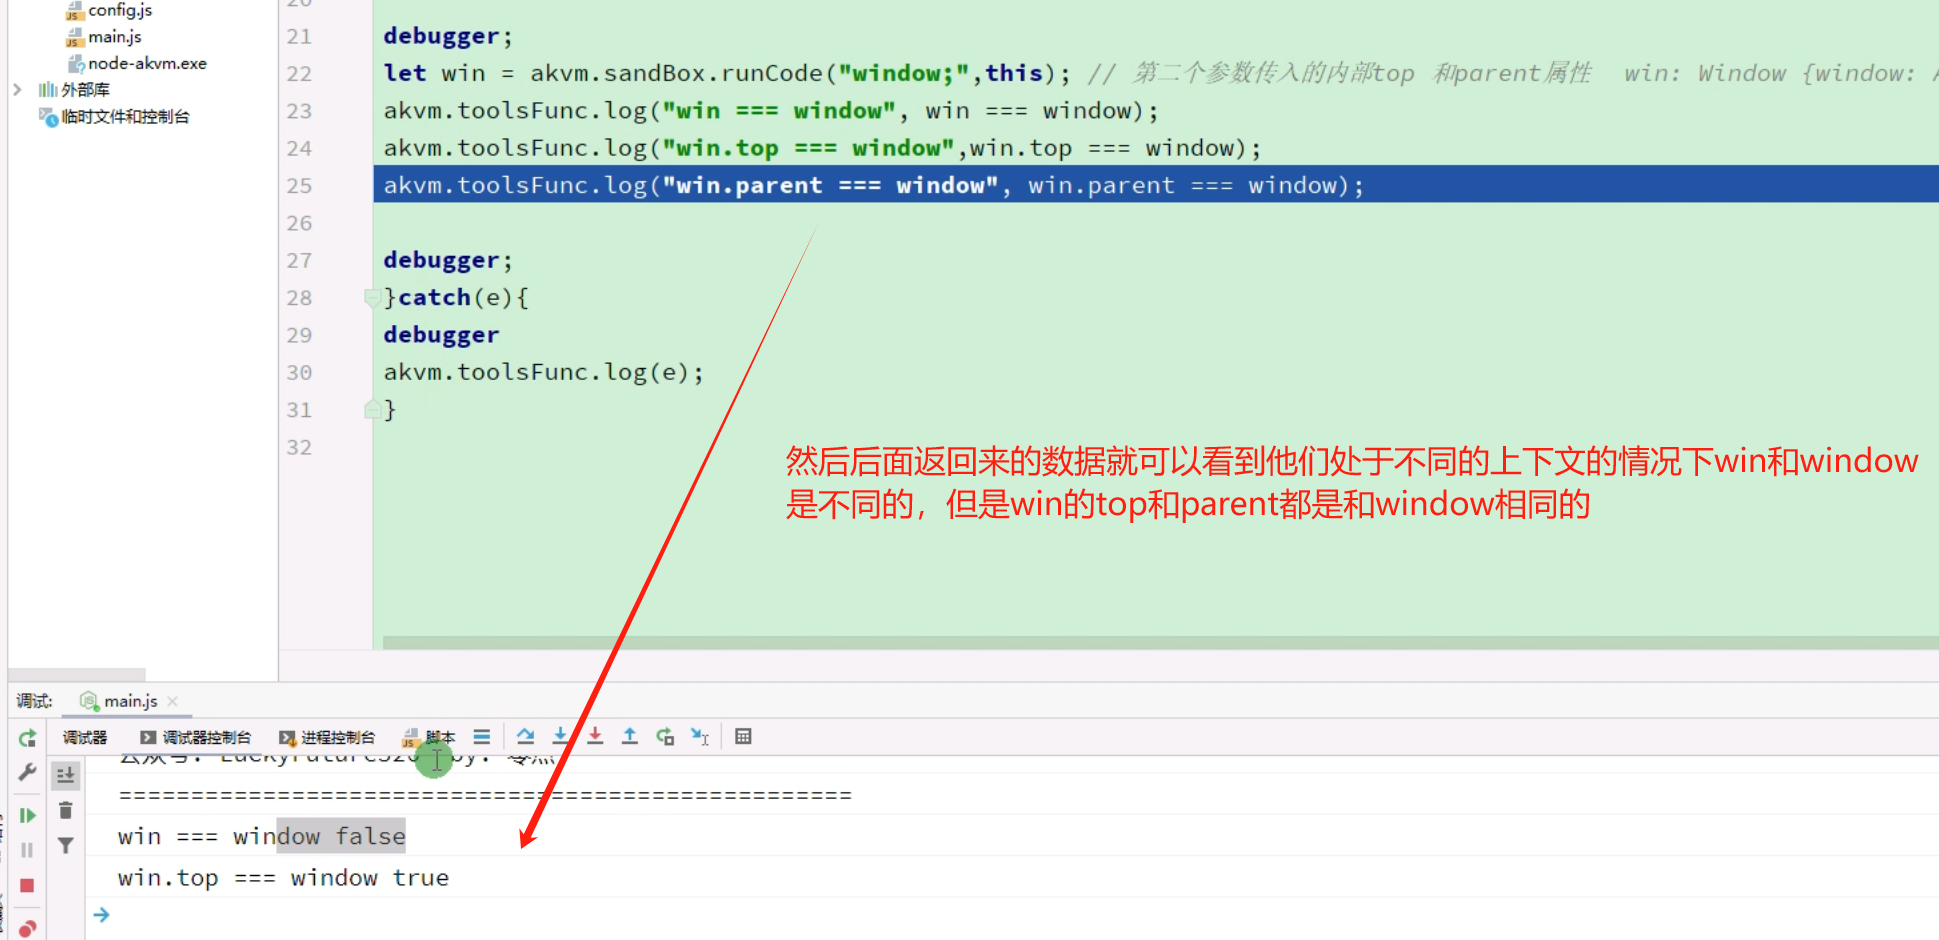 config.js
main.js
node-akvm.exe
外部库
临时文件和控制台
20
21 debugger;
22 let win = akvm.sandBox.runCode("window;",this); // 第二个参数传入的内部top 和parent属性 win: Window {window:
23 akvm.toolsFunc.log("win === window", win === window);
24 akvm.toolsFunc.log("win.top === window",win.top === window);
25 akvm.toolsFunc.log("win.parent === window", win.parent === window);
26
27 debugger;
28 }catch(e){
29 debugger
30 akvm.toolsFunc.log(e);
31 }
32
然后后面返回来的数据就可以看到他们处于不同的上下文的情况下win和window
是不同的，但是win的top和parent都是和window相同的
调试: main.js
调试器 调试器控制台 进程控制台 脚本
===================================================
win === window false
win.top === window true